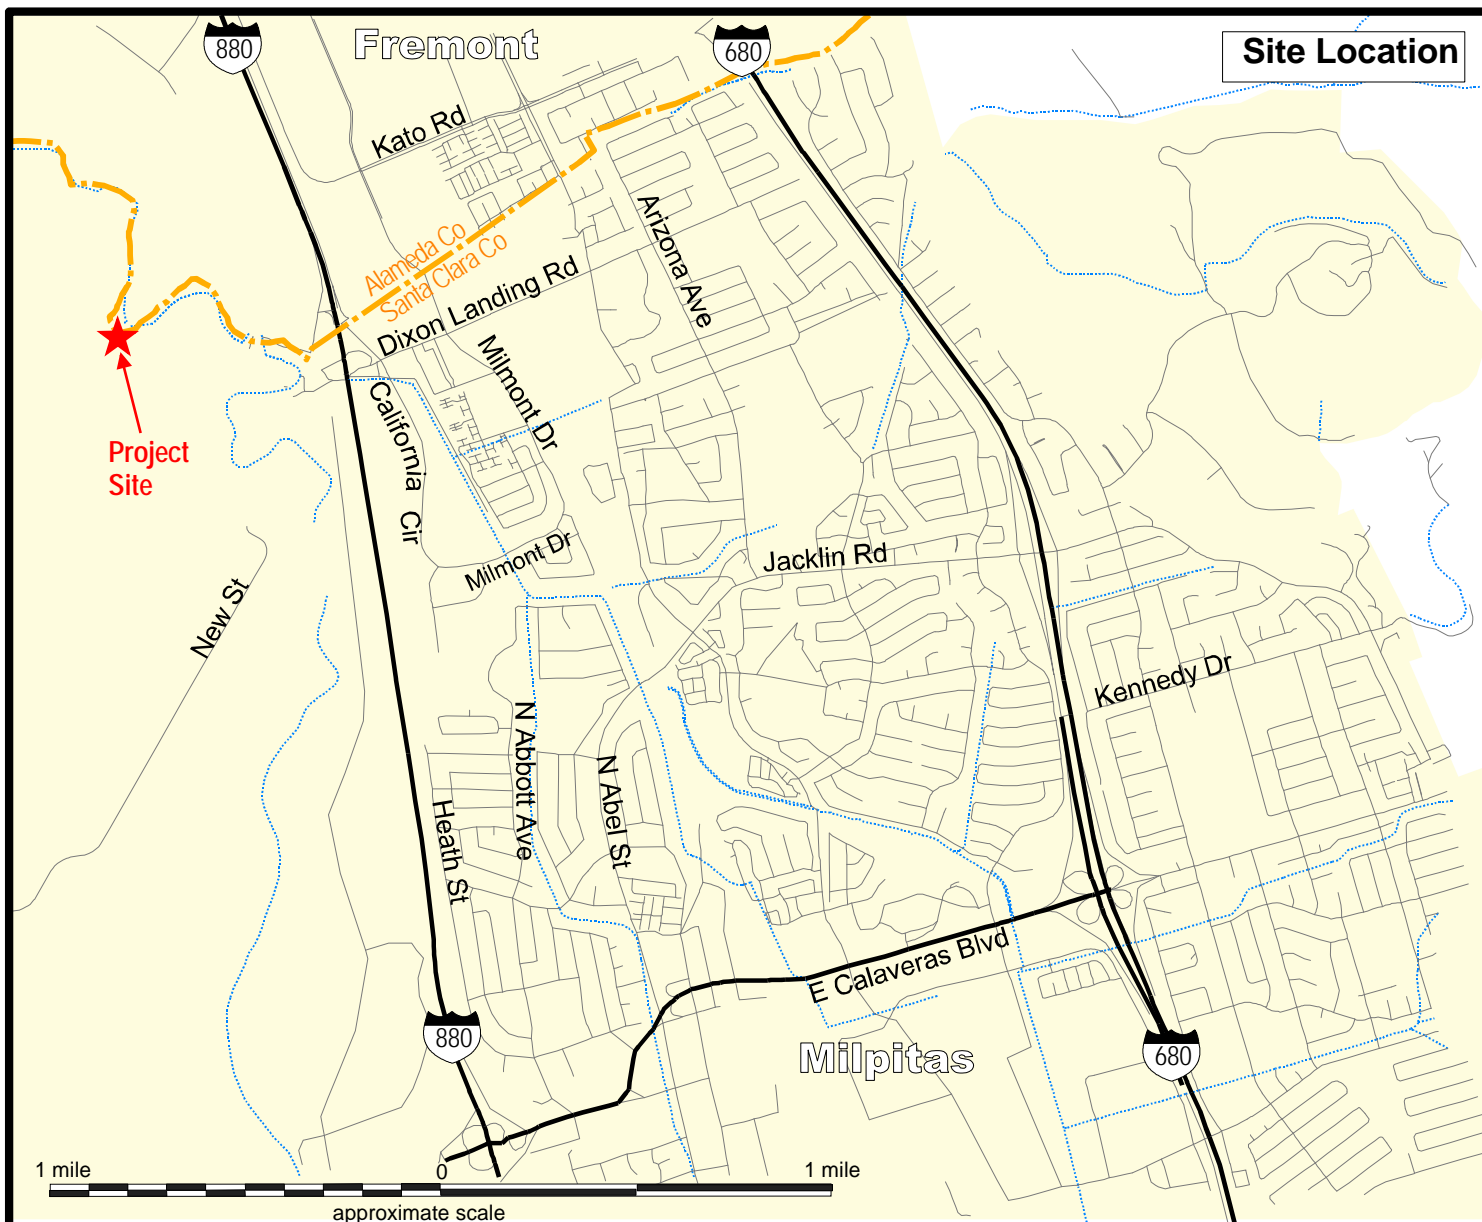 Site Location
880
Fremont
680
Kato Rd
Arizona Ave
Alameda Co
Santa Clara Co
Dixon Landing Rd
Milmont Dr
California Cir
Project
Site
Milmont Dr
Jacklin Rd
New St
Kennedy Dr
N Abbott Ave
N Abel St
Heath St
E Calaveras Blvd
880
Milpitas
680
1 mile 0 1 mile
approximate scale